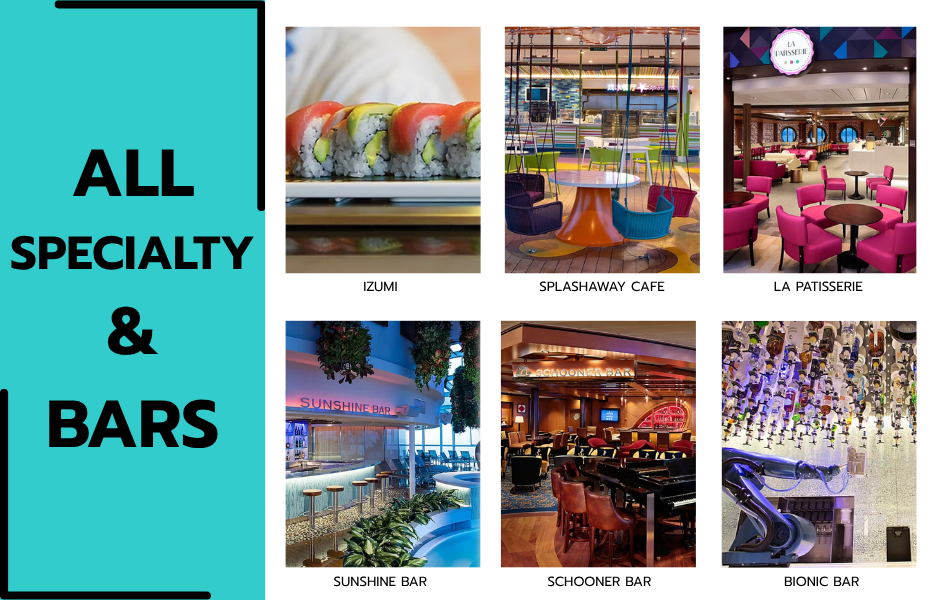 ALL
SPECIALTY
&
BARS
LA
PATISSERIE
IZUMI
SPLASHAWAY CAFE
LA PATISSERIE
SUNSHINE BAR
SCHOONER BAR
SUNSHINE BAR
SCHOONER BAR
BIONIC BAR